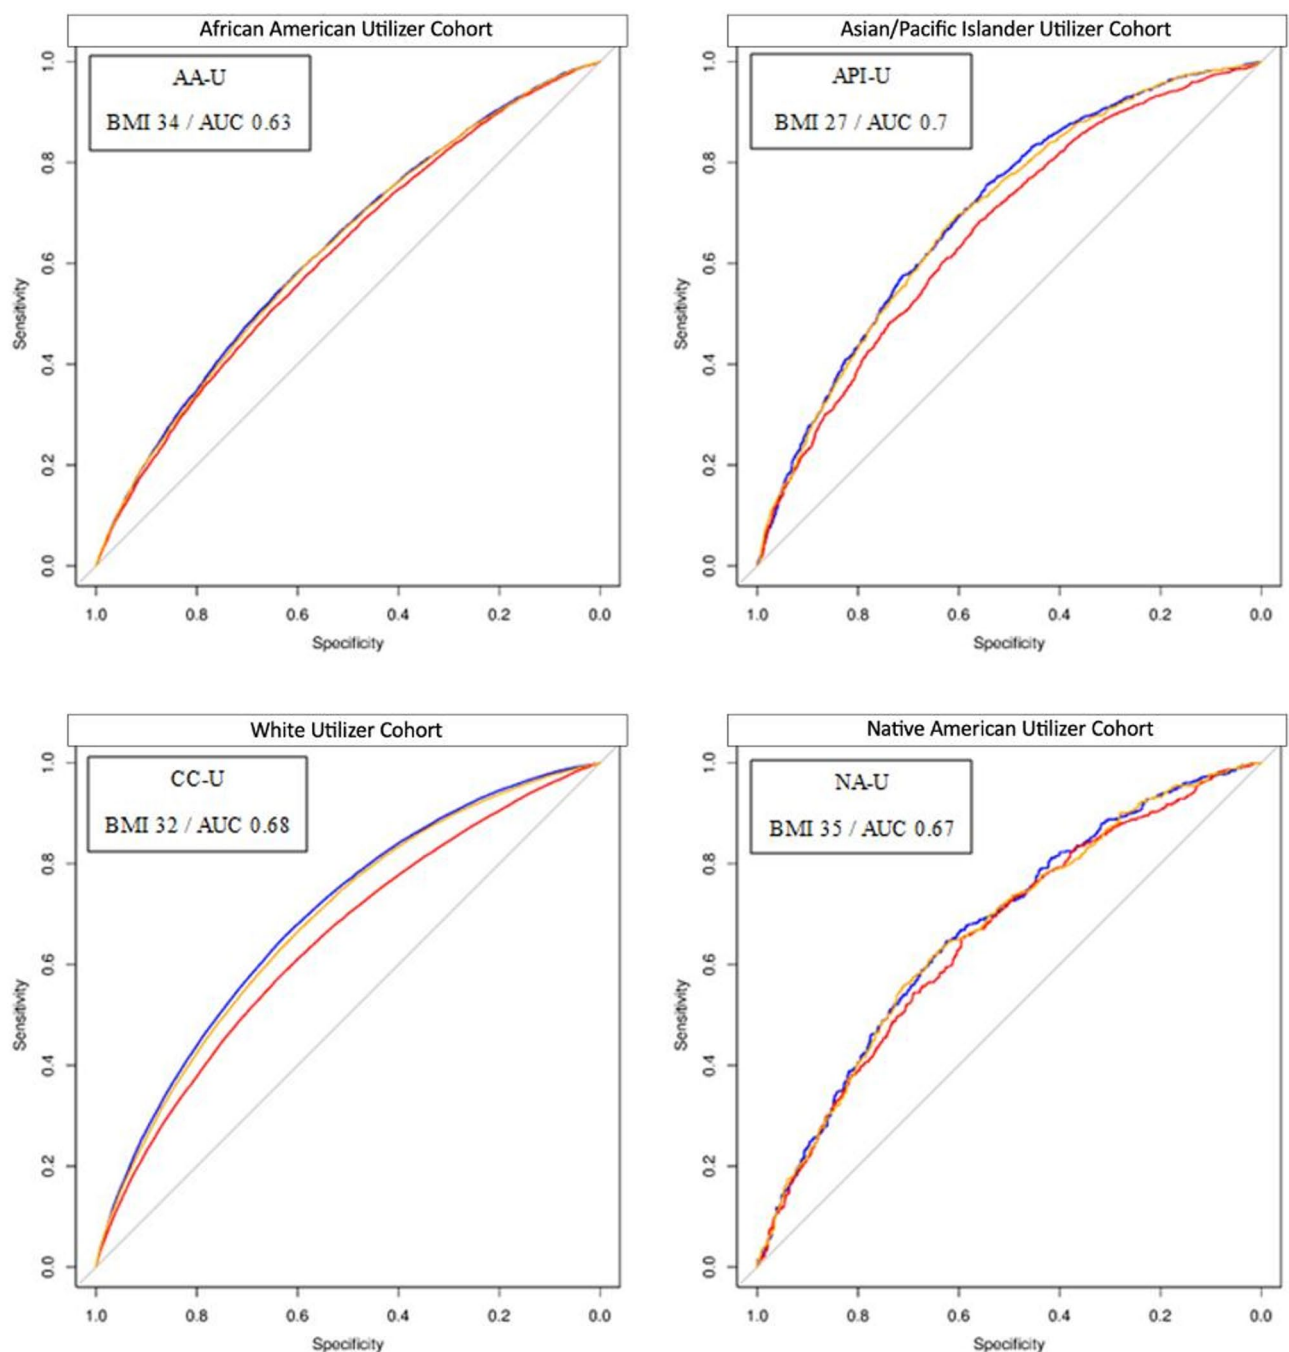 African American Utilizer Cohort
AA-U
BMI 34 / AUC 0.63
1.0
0.8
0.6
0.4
0.2
0.0
Sensitivity
1.0 0.8 0.6 0.4 0.2 0.0
Specificity
Asian/Pacific Islander Utilizer Cohort
API-U
BMI 27 / AUC 0.7
1.0
0.8
0.6
0.4
0.2
0.0
Sensitivity
1.0 0.8 0.6 0.4 0.2 0.0
Specificity
White Utilizer Cohort
CC-U
BMI 32 / AUC 0.68
1.0
0.8
0.6
0.4
0.2
0.0
Sensitivity
1.0 0.8 0.6 0.4 0.2 0.0
Specificity
Native American Utilizer Cohort
NA-U
BMI 35 / AUC 0.67
1.0
0.8
0.6
0.4
0.2
0.0
Sensitivity
1.0 0.8 0.6 0.4 0.2 0.0
Specificity